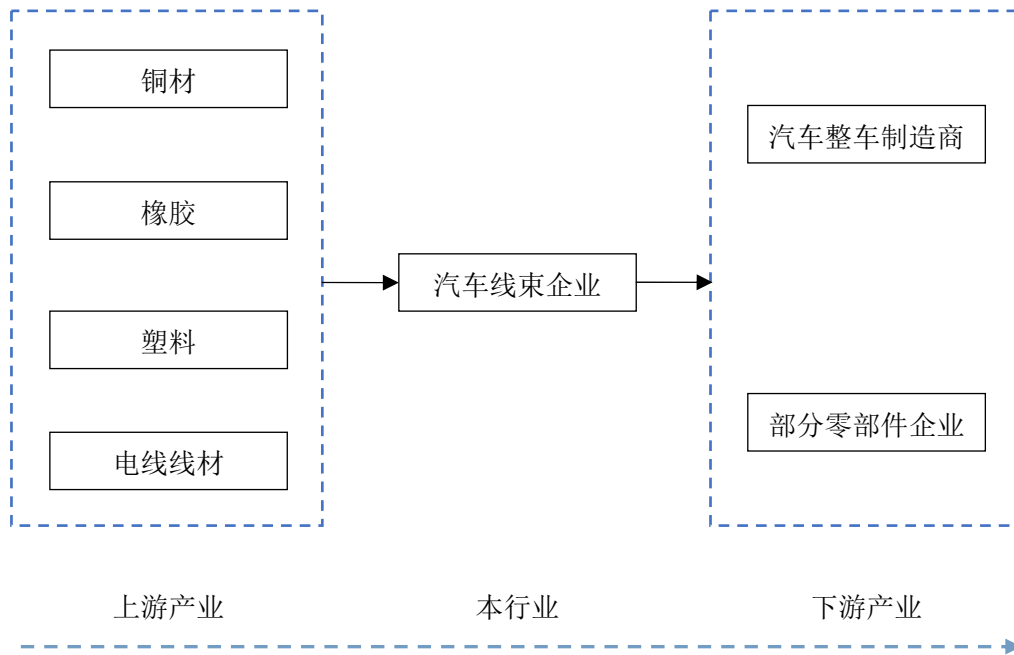 铜材
橡胶
塑料
电线线材
汽车线束企业
汽车整车制造商
部分零部件企业
上游产业
本行业
下游产业